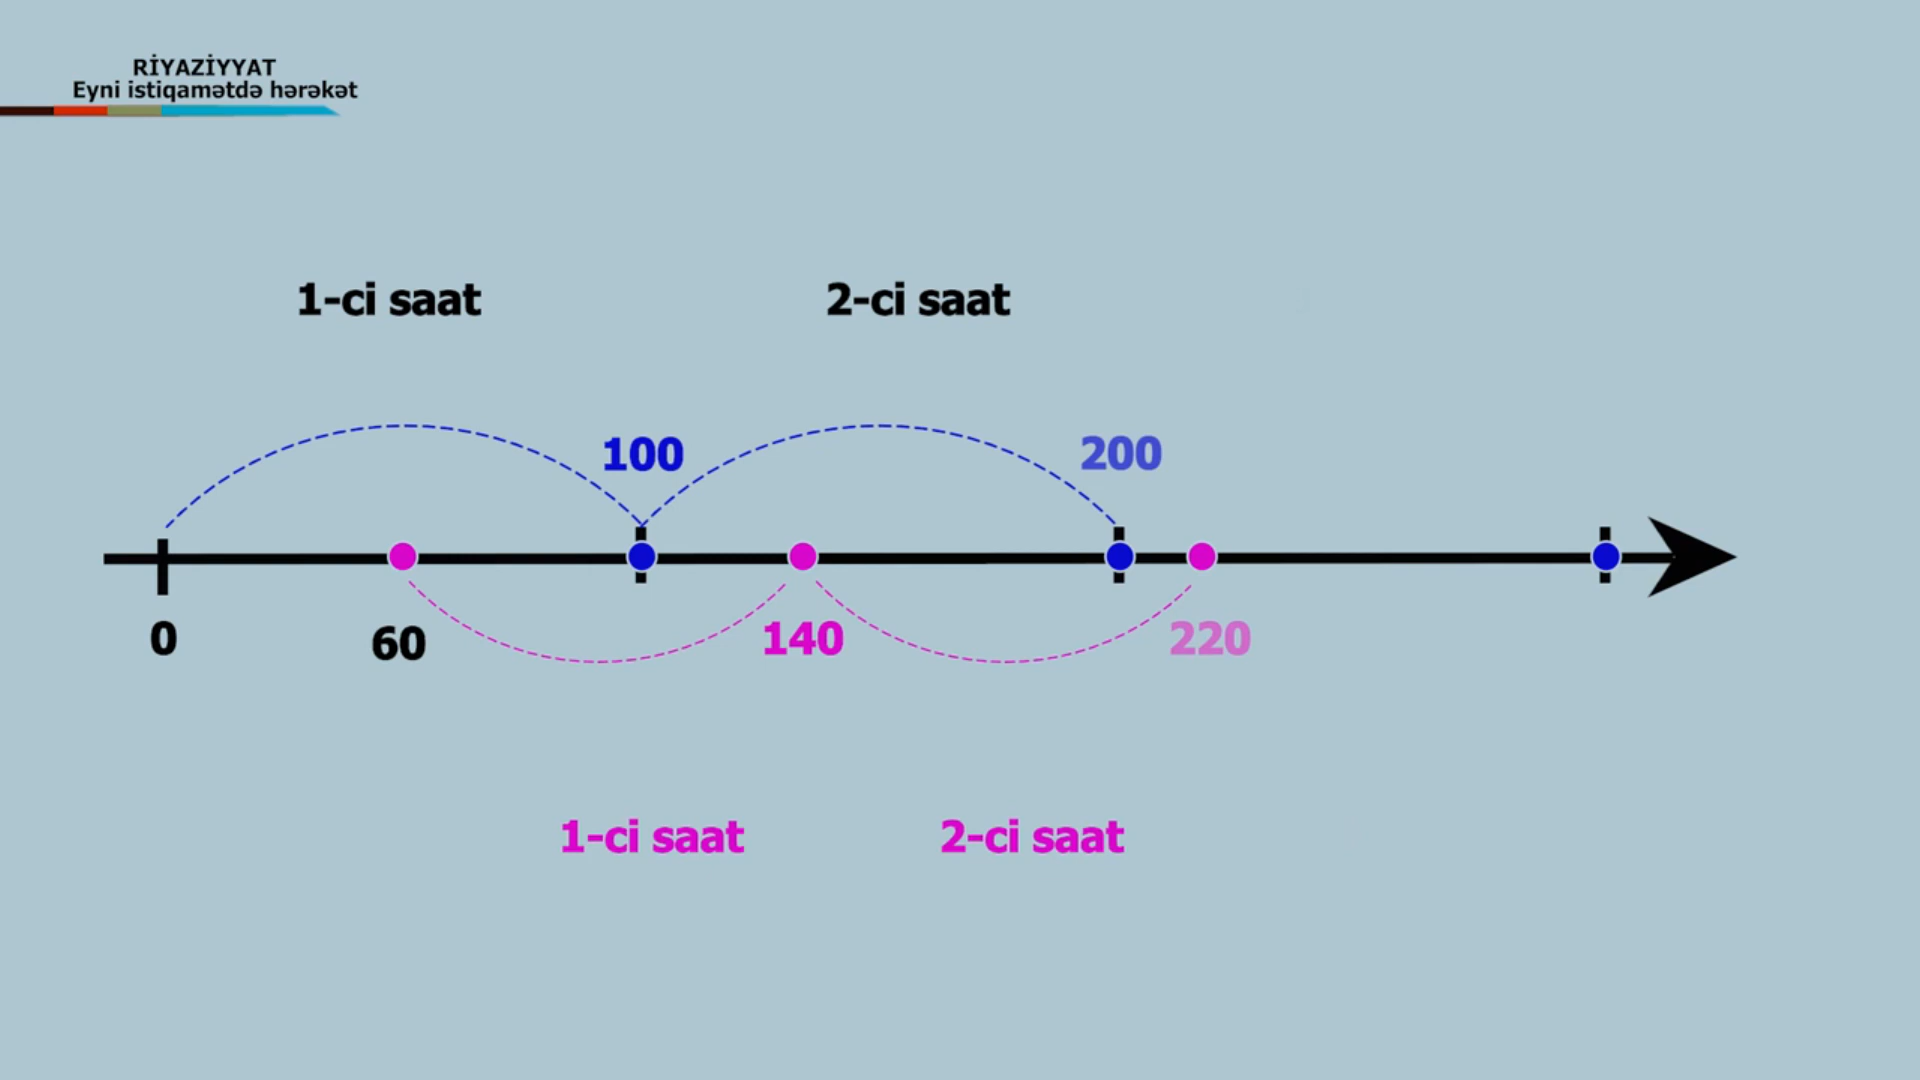 RİYAZİYYAT
Eyni istiqamətdə hərəkət
1-ci saat 2-ci saat
100 200
0 60 140 220
1-ci saat 2-ci saat